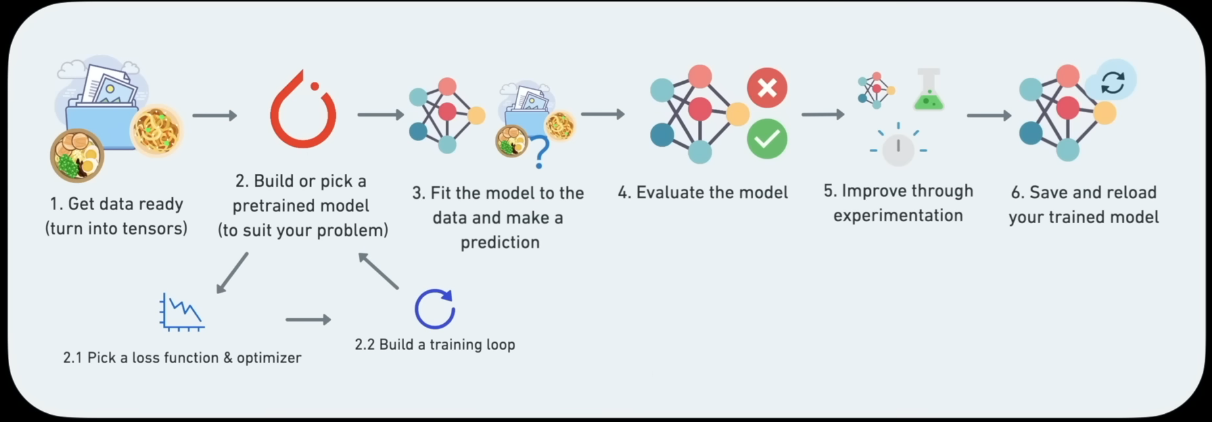 1. Get data ready
(turn into tensors)
2. Build or pick a
pretrained model
(to suit your problem)
3. Fit the model to the
data and make a
prediction
4. Evaluate the model
5. Improve through
experimentation
6. Save and reload
your trained model
2.1 Pick a loss function & optimizer
2.2 Build a training loop